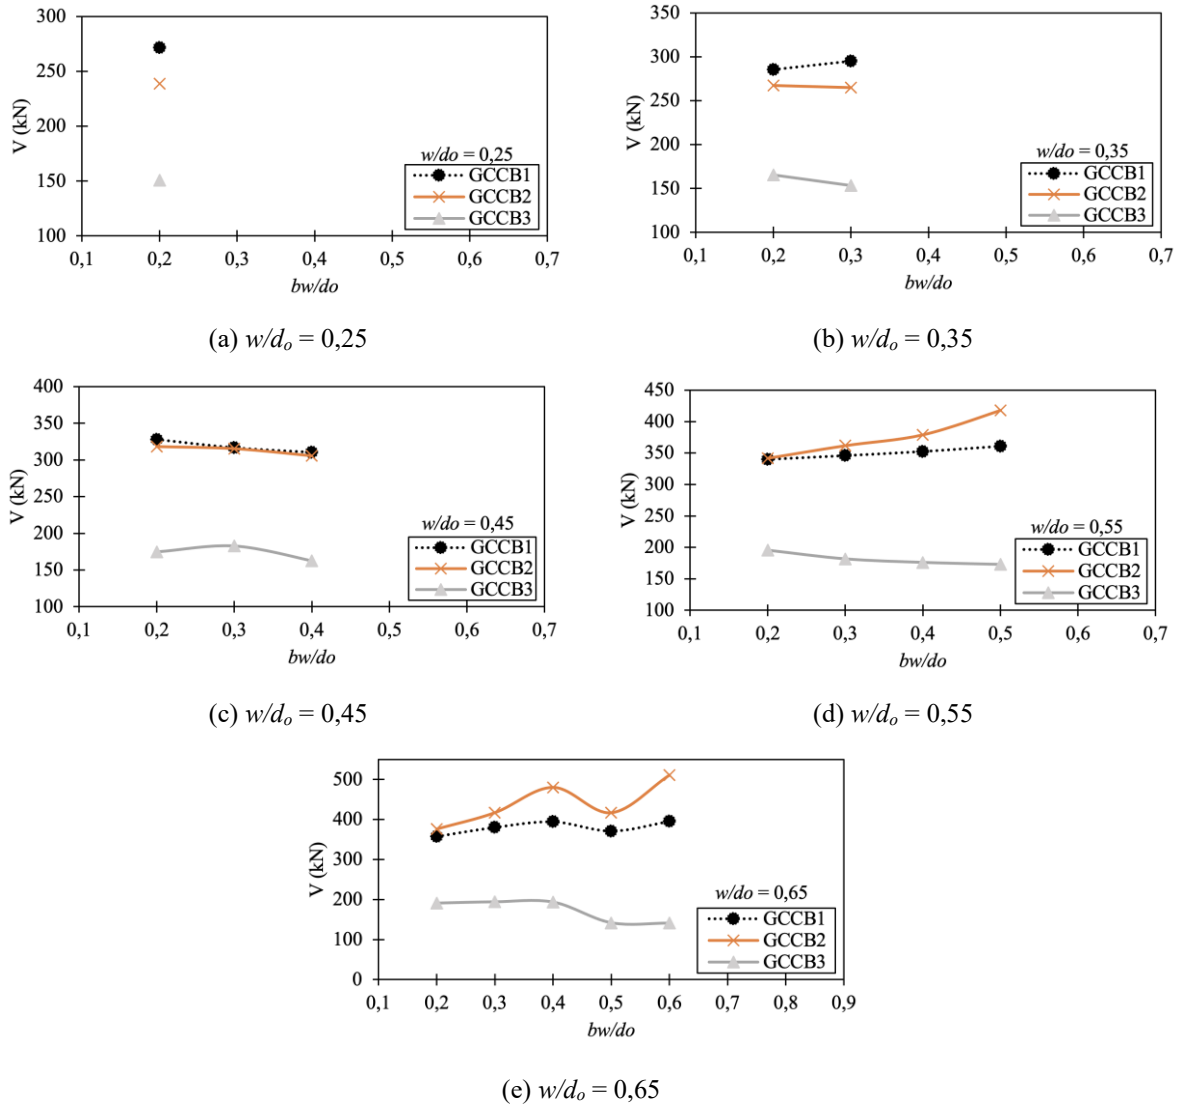 300
250
200
150
100
V (kN)
0,1 0,2 0,3 0,4 0,5 0,6 0,7
bw/do
w/do = 0,25
GCCB1
GCCB2
GCCB3
(a) w/do = 0,25
350
300
250
200
150
100
V (kN)
0,1 0,2 0,3 0,4 0,5 0,6 0,7
bw/do
w/do = 0,35
GCCB1
GCCB2
GCCB3
(b) w/do = 0,35
400
350
300
250
200
150
100
V (kN)
0,1 0,2 0,3 0,4 0,5 0,6 0,7
bw/do
w/do = 0,45
GCCB1
GCCB2
GCCB3
(c) w/do = 0,45
450
400
350
300
250
200
150
100
V (kN)
0,1 0,2 0,3 0,4 0,5 0,6 0,7
bw/do
w/do = 0,55
GCCB1
GCCB2
GCCB3
(d) w/do = 0,55
500
400
300
200
100
0
V (kN)
0,1 0,2 0,3 0,4 0,5 0,6 0,7 0,8 0,9
bw/do
w/do = 0,65
GCCB1
GCCB2
GCCB3
(e) w/do = 0,65